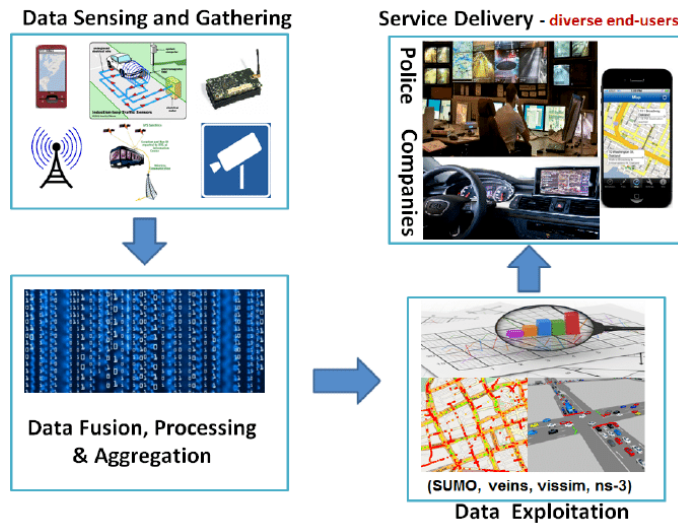 Data Sensing and Gathering
Data Fusion, Processing
& Aggregation
(SUMO, veins, vissim, ns-3)
Data Exploitation
Service Delivery - diverse end-users
Police Companies
Map